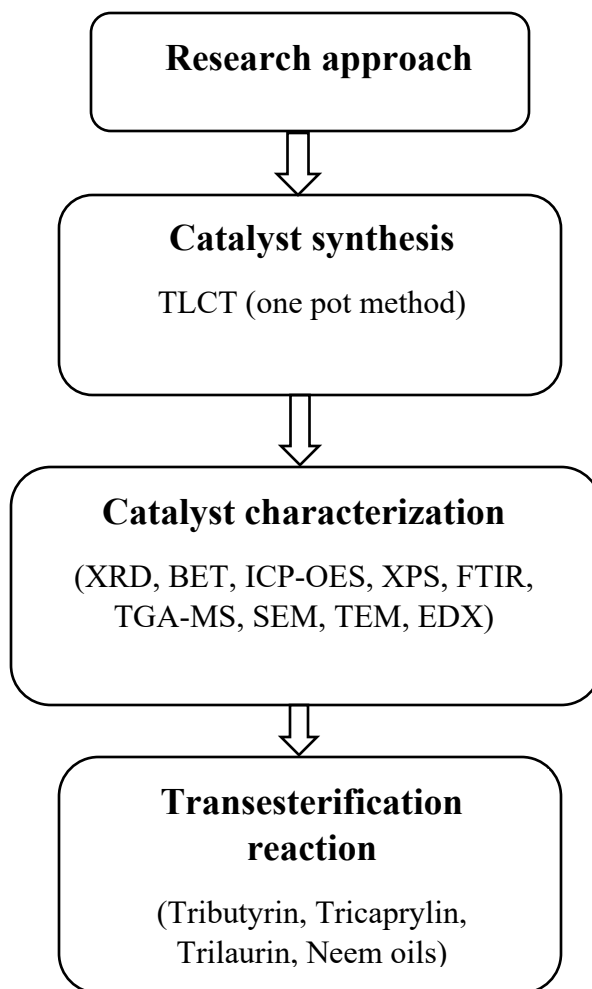 Research approach
Catalyst synthesis
TLCT (one pot method)
Catalyst characterization
(XRD, BET, ICP-OES, XPS, FTIR,
TGA-MS, SEM, TEM, EDX)
Transesterification
reaction
(Tributyrin, Tricaprylin,
Trilaurin, Neem oils)